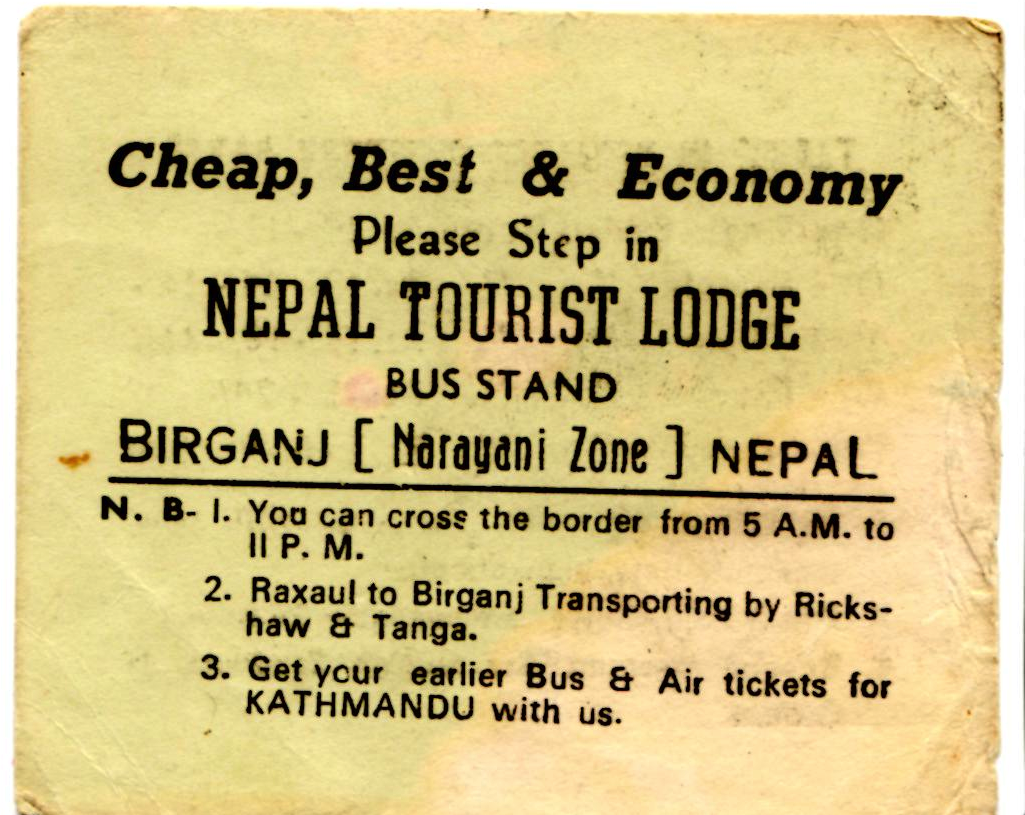 Cheap, Best & Economy
Please Step in
NEPAL TOURIST LODGE
BUS STAND
BIRGANJ [ Narayani Zone ] NEPAL
N. B- 1. You can cross the border from 5 A.M. to
11 P. M.
2. Raxaul to Birganj Transporting by Ricks-
haw & Tanga.
3. Get your earlier Bus & Air tickets for
KATHMANDU with us.